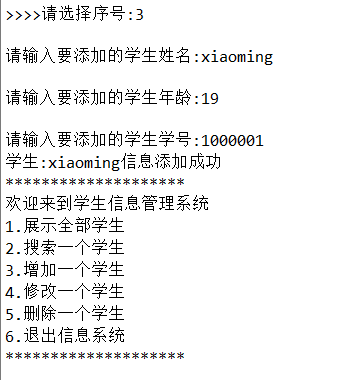 >>>>请选择序号:3
请输入要添加的学生姓名:xiaoming
请输入要添加的学生年龄:19
请输入要添加的学生学号:1000001
学生:xiaoming信息添加成功
********************
欢迎来到学生信息管理系统
1.展示全部学生
2.搜索一个学生
3.增加一个学生
4.修改一个学生
5.删除一个学生
6.退出信息系统
********************